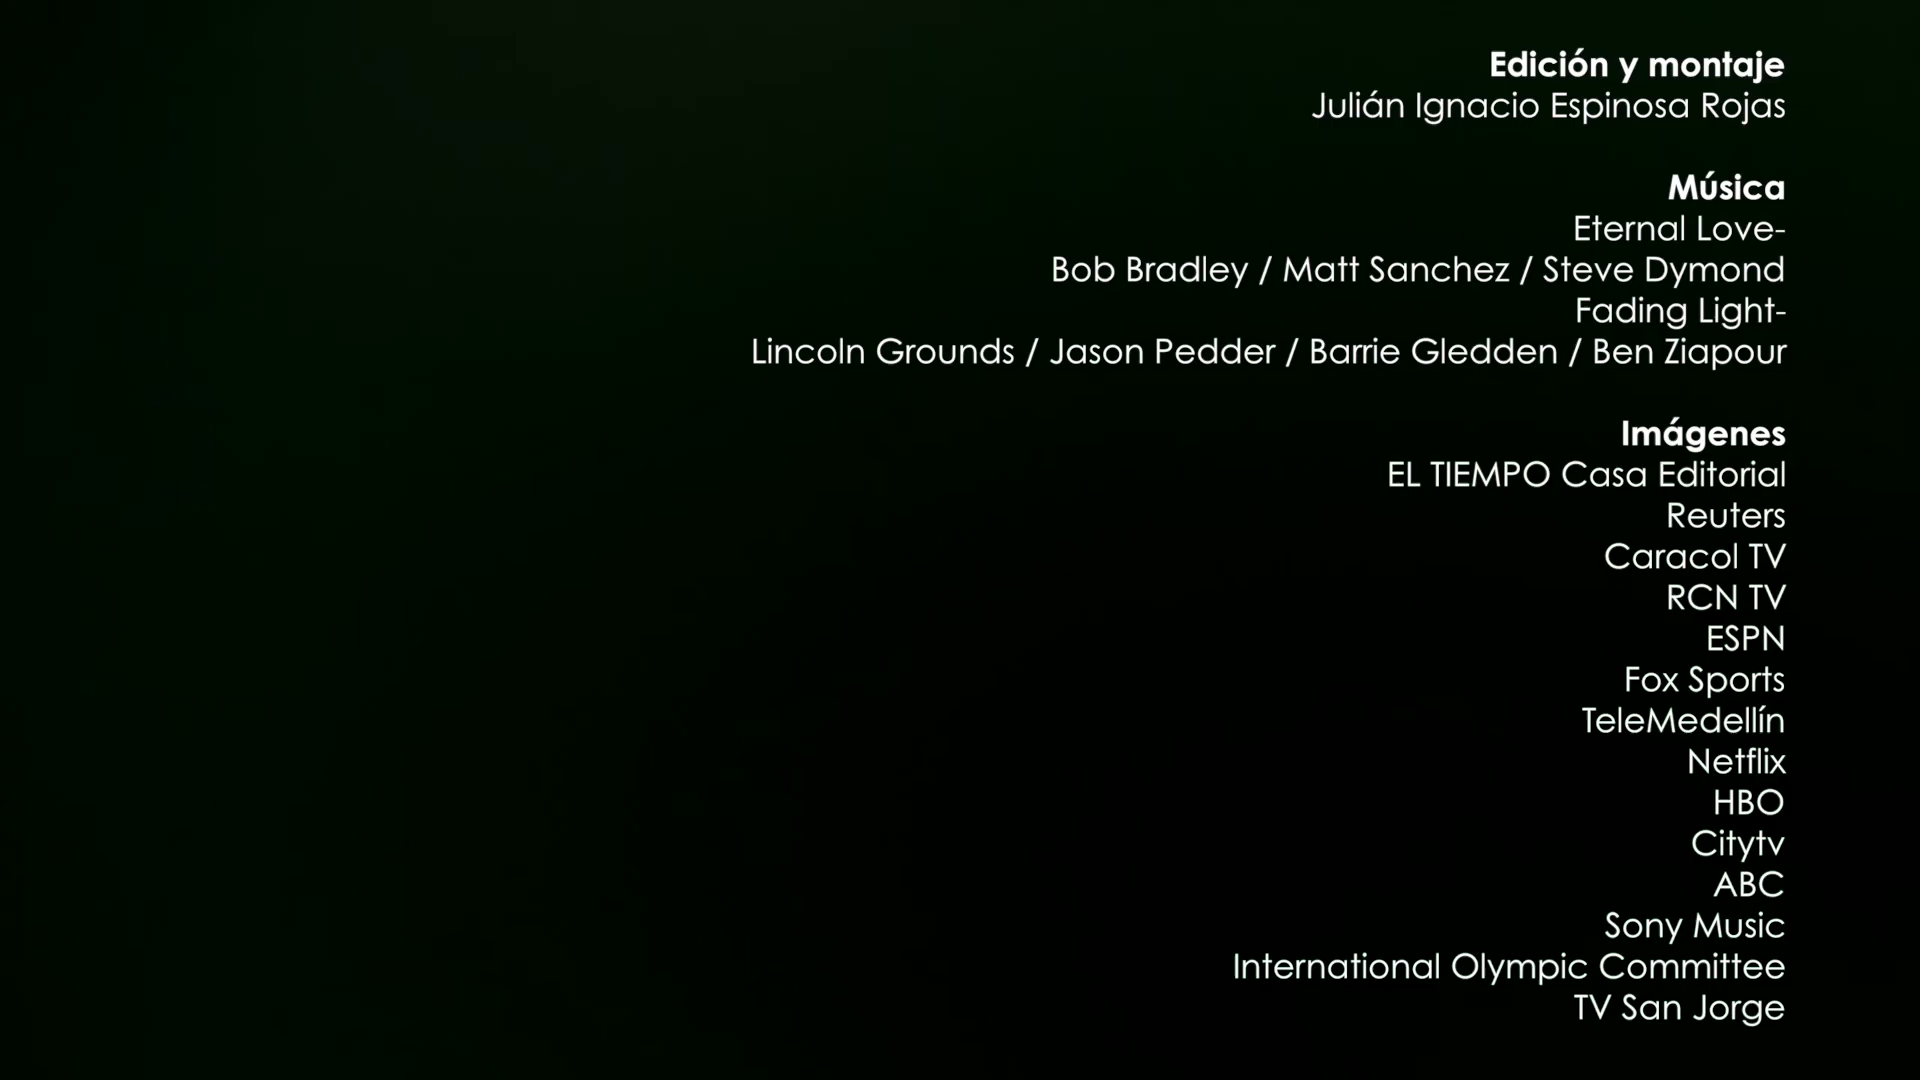 Edición y montaje
Julián Ignacio Espinosa Rojas
Música
Eternal Love-
Bob Bradley / Matt Sanchez / Steve Dymond
Fading Light-
Lincoln Grounds / Jason Pedder / Barrie Gledden / Ben Ziapour
Imágenes
EL TIEMPO Casa Editorial
Reuters
Caracol TV
RCN TV
ESPN
Fox Sports
TeleMedellín
Netflix
HBO
Citytv
ABC
Sony Music
International Olympic Committee
TV San Jorge